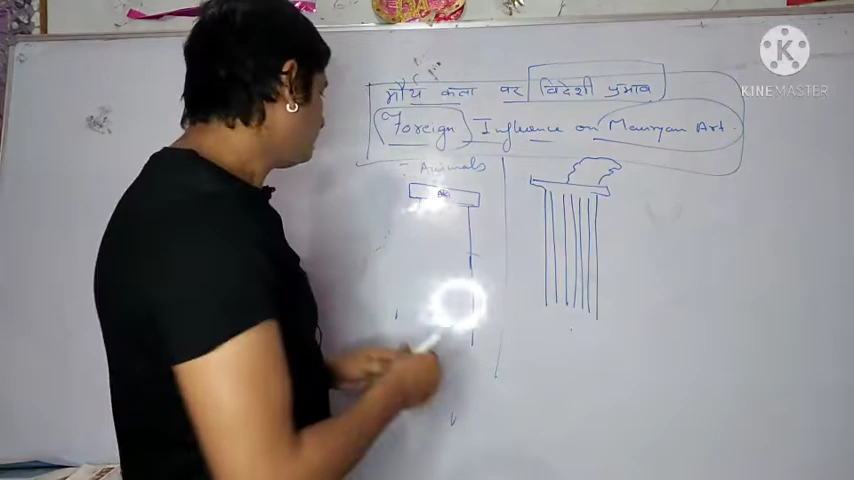 मौर्य कला पर विदेशी प्रभाव
Foreign Influence on Mauryan Art.
- Animals
KINEMASTER